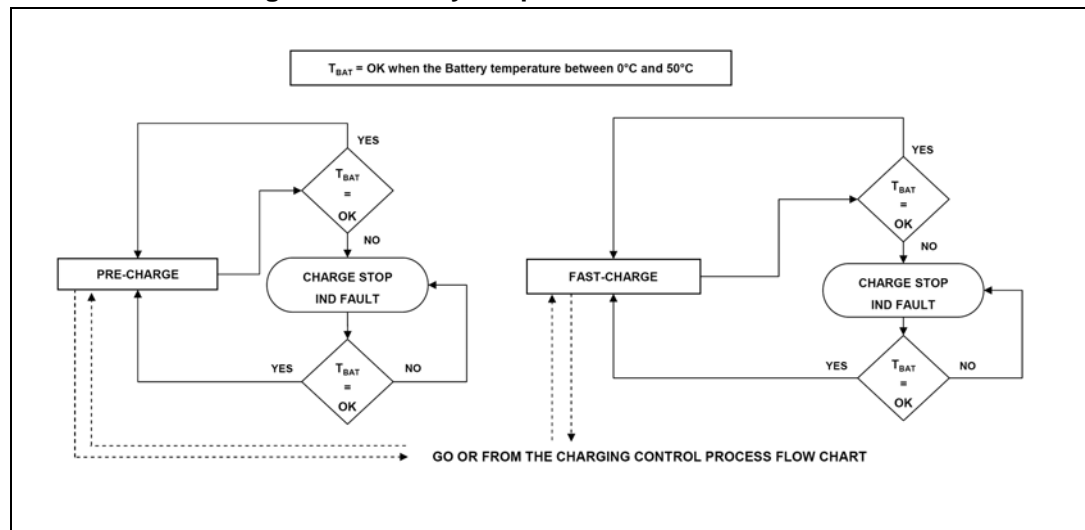 T_BAT = OK when the Battery temperature between 0°C and 50°C
YES
T_BAT
=
OK
NO
PRE-CHARGE
CHARGE STOP
IND FAULT
YES
T_BAT
=
OK
NO
YES
T_BAT
=
OK
NO
FAST-CHARGE
CHARGE STOP
IND FAULT
YES
T_BAT
=
OK
NO
GO OR FROM THE CHARGING CONTROL PROCESS FLOW CHART